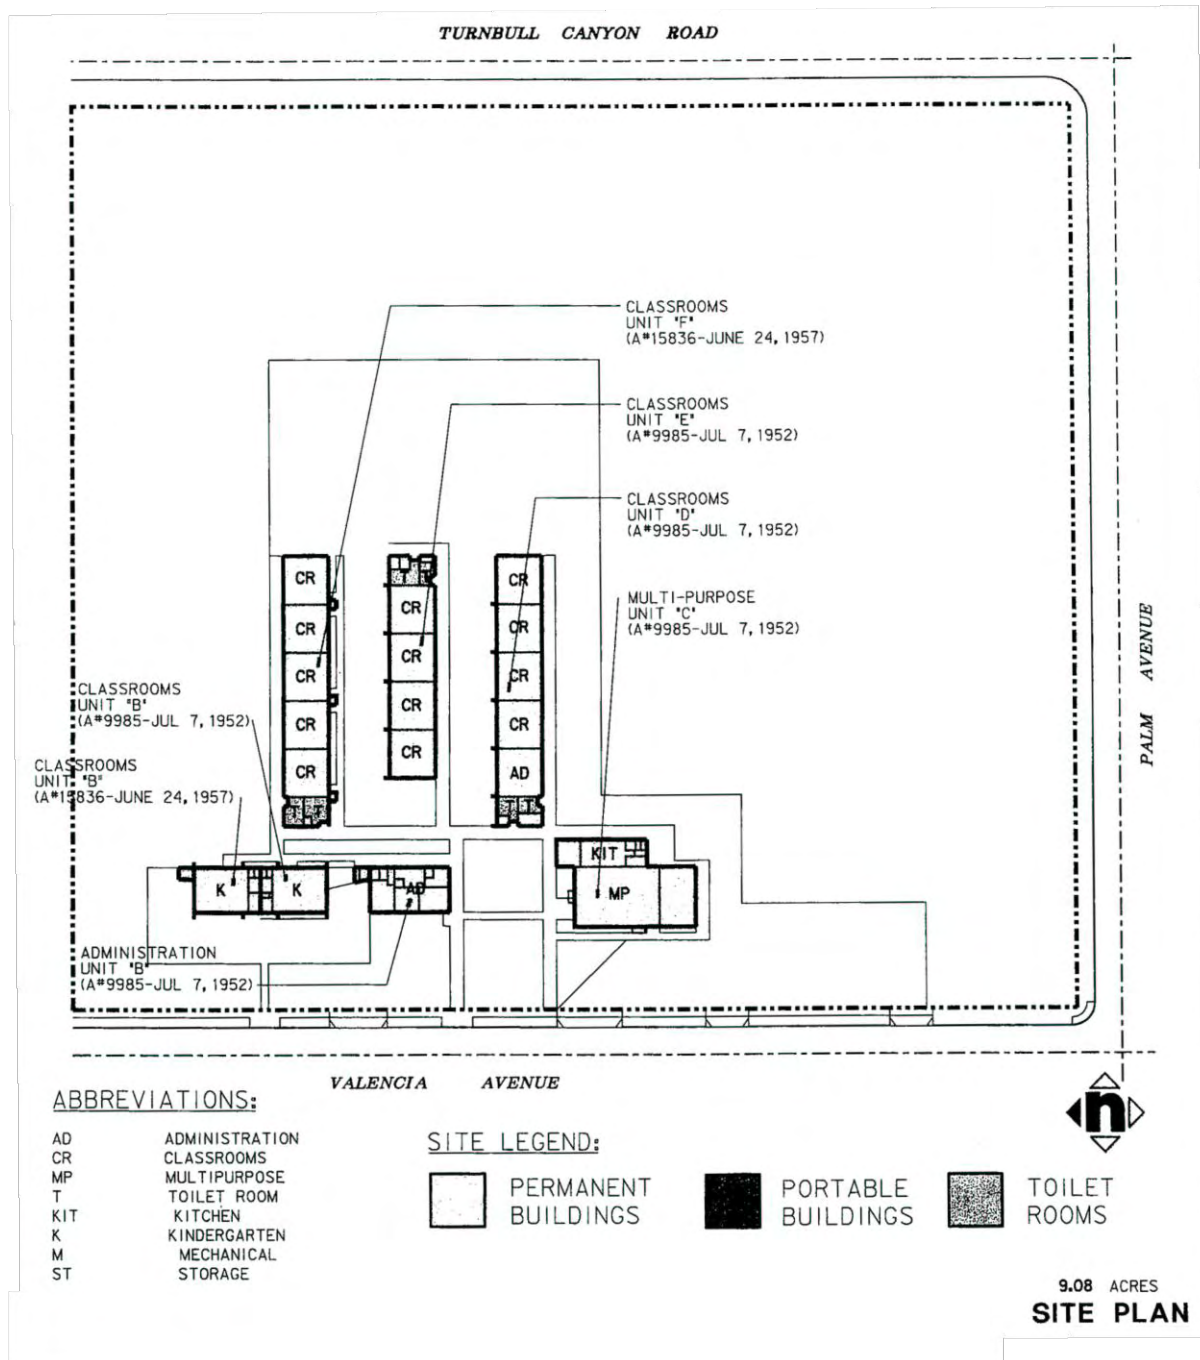 TURNBULL CANYON ROAD
CLASSROOMS
UNIT "F"
(A#15836-JUNE 24, 1957)
CLASSROOMS
UNIT "E"
(A#9985-JUL 7, 1952)
CLASSROOMS
UNIT "D"
(A#9985-JUL 7, 1952)
MULTI-PURPOSE
UNIT "C"
(A#9985-JUL 7, 1952)
PALM AVENUE
CR
CR
CR
CR
CR
T T
T T
CR
CR
CR
CR
CR
CR
CR
CR
AD
T T
CLASSROOMS
UNIT "B"
(A#9985-JUL 7, 1952)
CLASSROOMS
UNIT "B"
(A#15836-JUNE 24, 1957)
K
K
AD
KIT
MP
ADMINISTRATION
UNIT "B"
(A#9985-JUL 7, 1952)
VALENCIA AVENUE
ABBREVIATIONS:
AD ADMINISTRATION
CR CLASSROOMS
MP MULTIPURPOSE
T TOILET ROOM
KIT KITCHEN
K KINDERGARTEN
M MECHANICAL
ST STORAGE
SITE LEGEND:
PERMANENT
BUILDINGS
PORTABLE
BUILDINGS
TOILET
ROOMS
n
9.08 ACRES
SITE PLAN